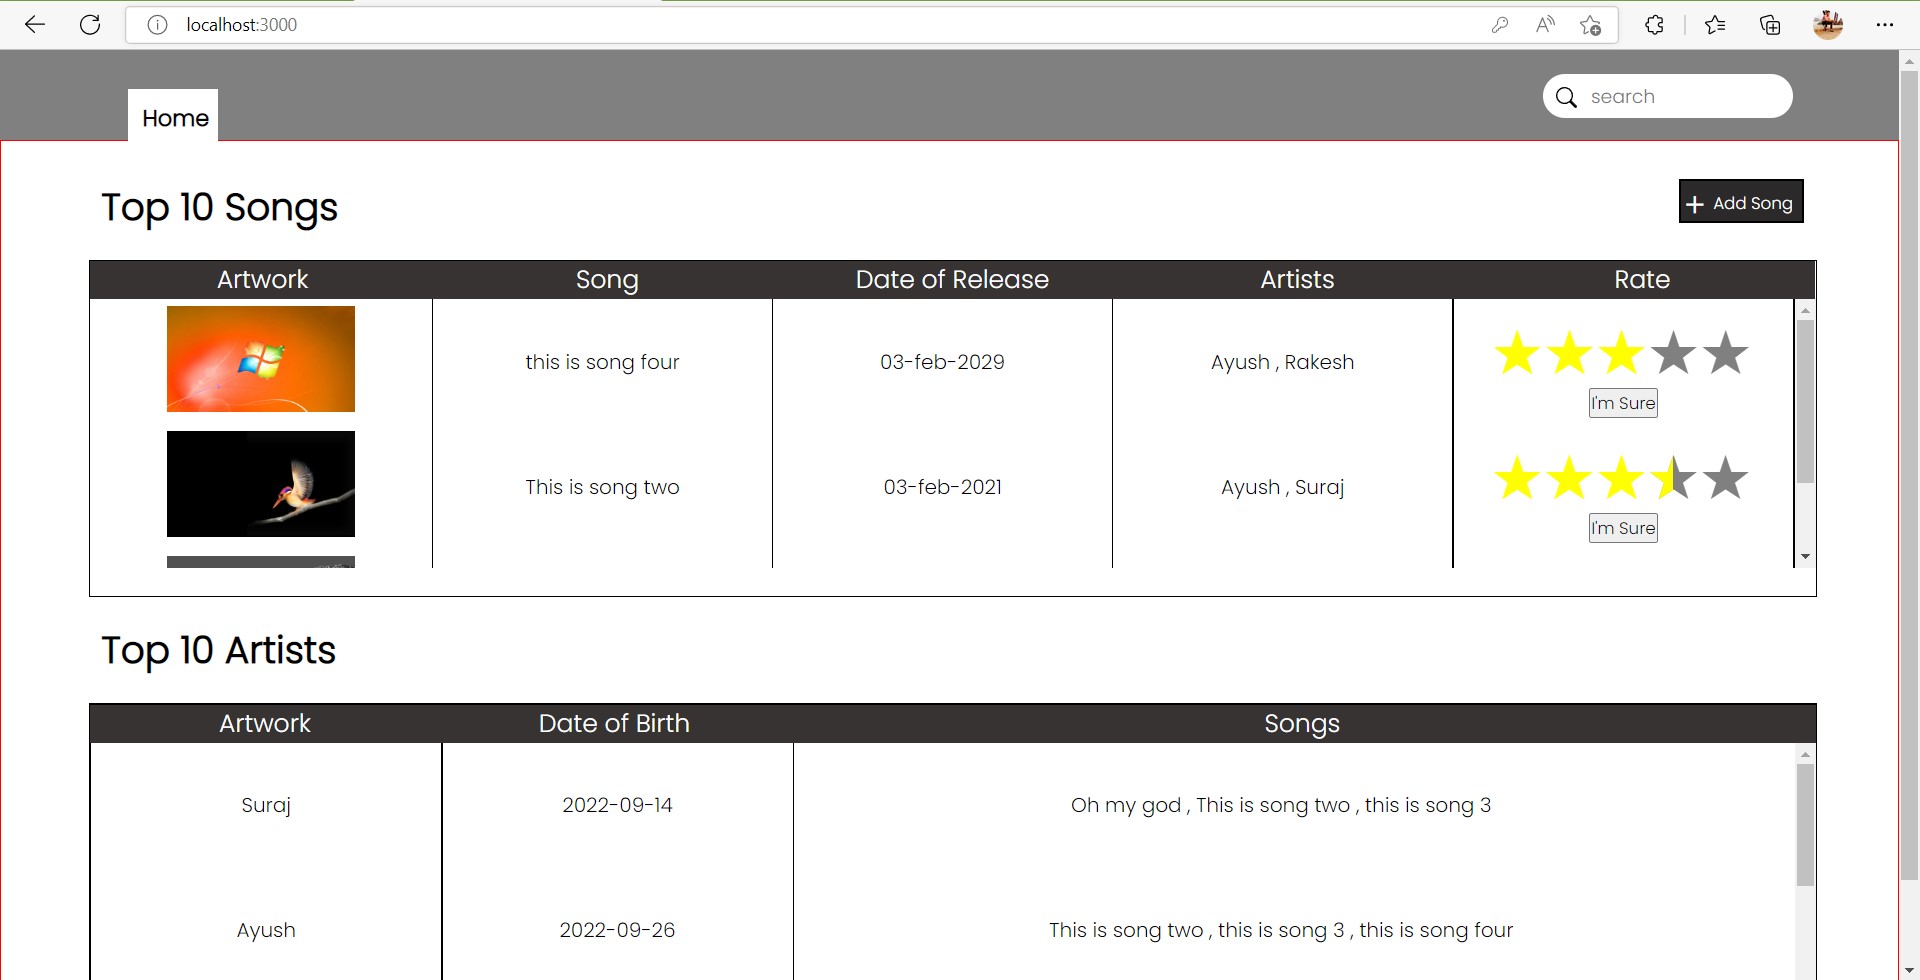 localhost:3000
Home
search
Top 10 Songs
+ Add Song
Artwork Song Date of Release Artists Rate
this is song four 03-feb-2029 Ayush , Rakesh
I'm Sure
This is song two 03-feb-2021 Ayush , Suraj
I'm Sure
Top 10 Artists
Artwork Date of Birth Songs
Suraj 2022-09-14 Oh my god , This is song two , this is song 3
Ayush 2022-09-26 This is song two , this is song 3 , this is song four